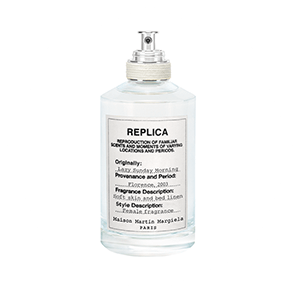 REPLICA
REPRODUCTION OF FAMILIAR
SCENTS AND MOMENTS OF VARYING
LOCATIONS AND PERIODS.
Originally:
Lazy Sunday Morning
Provenance and Period:
Florence, 2003
Fragrance Description:
Soft skin and bed linen
Style Description:
Female fragrance
Maison Martin Margiela
PARIS